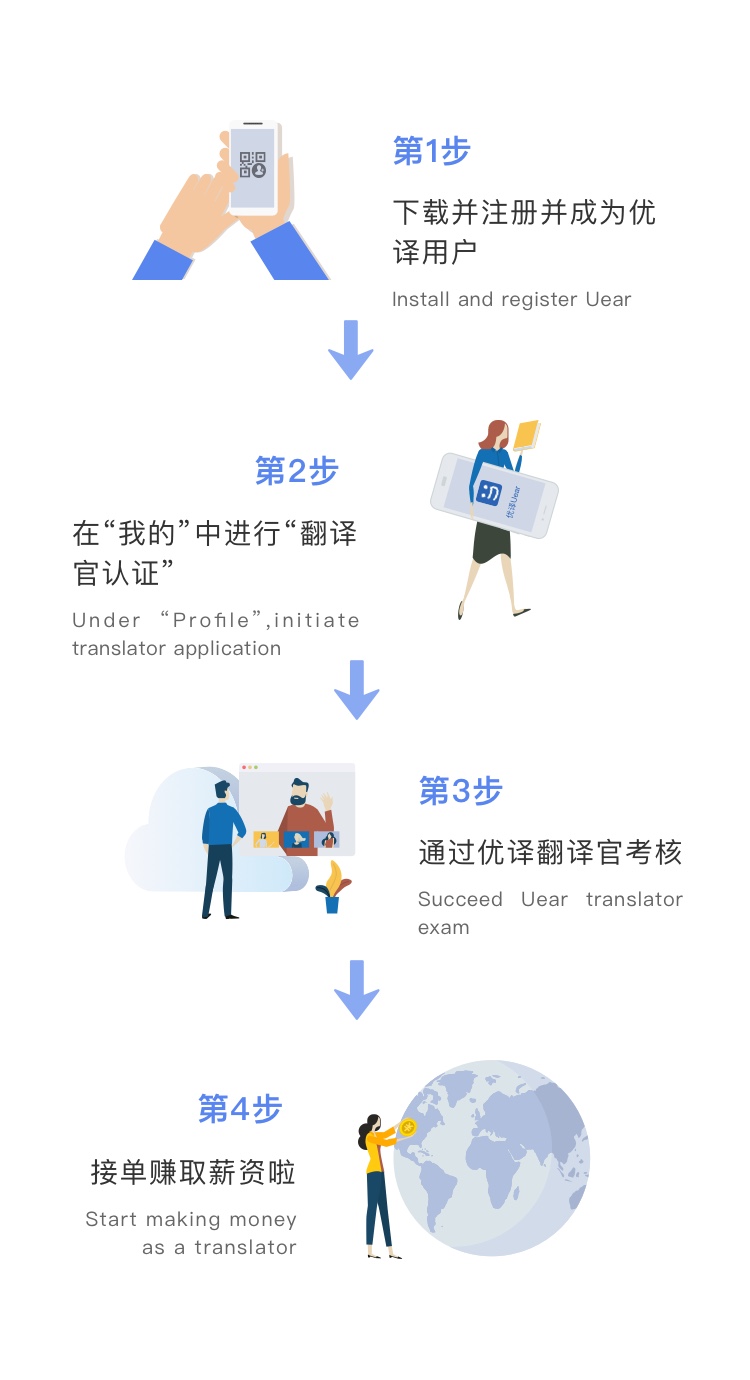 第1步
下载并注册并成为优
译用户
Install and register Uear
第2步
在“我的”中进行“翻译
官认证”
Under “Profile”,initiate
translator application
优译Uear
第3步
通过优译翻译官考核
Succeed Uear translator
exam
第4步
接单赚取薪资啦
Start making money
as a translator